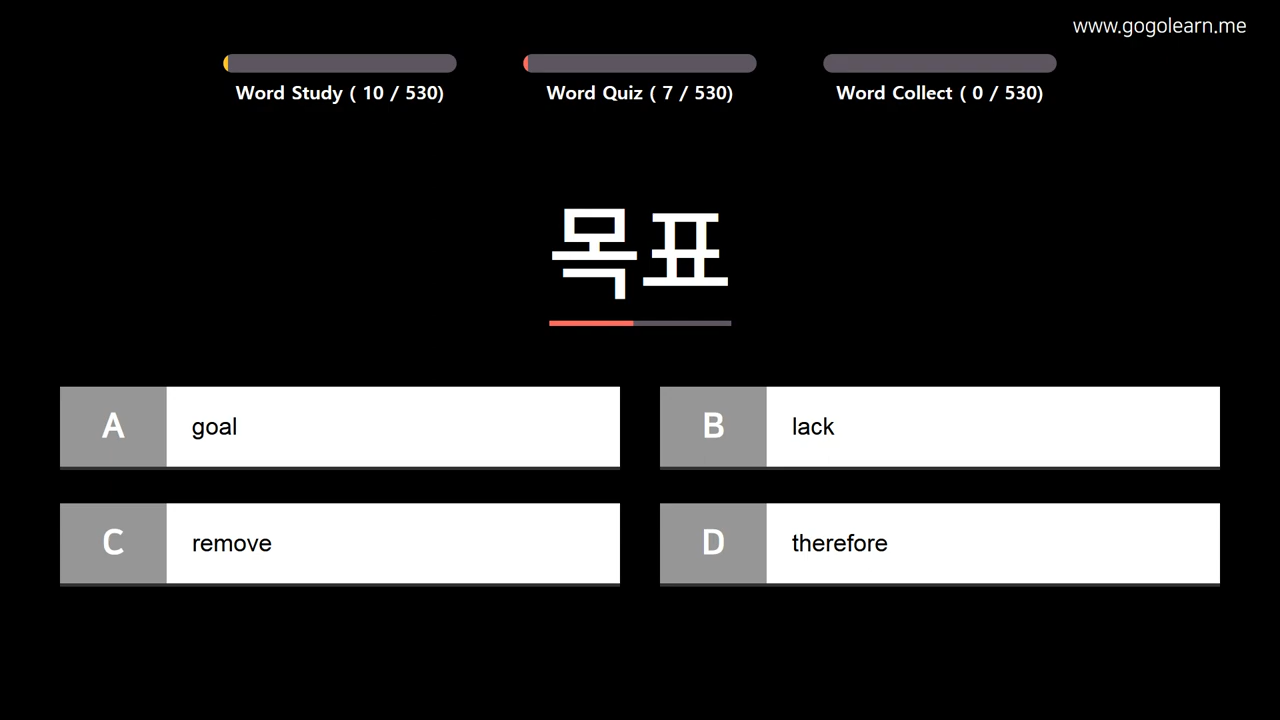 www.gogolearn.me
Word Study ( 10 / 530)
Word Quiz ( 7 / 530)
Word Collect ( 0 / 530)
목표
A goal
B lack
C remove
D therefore